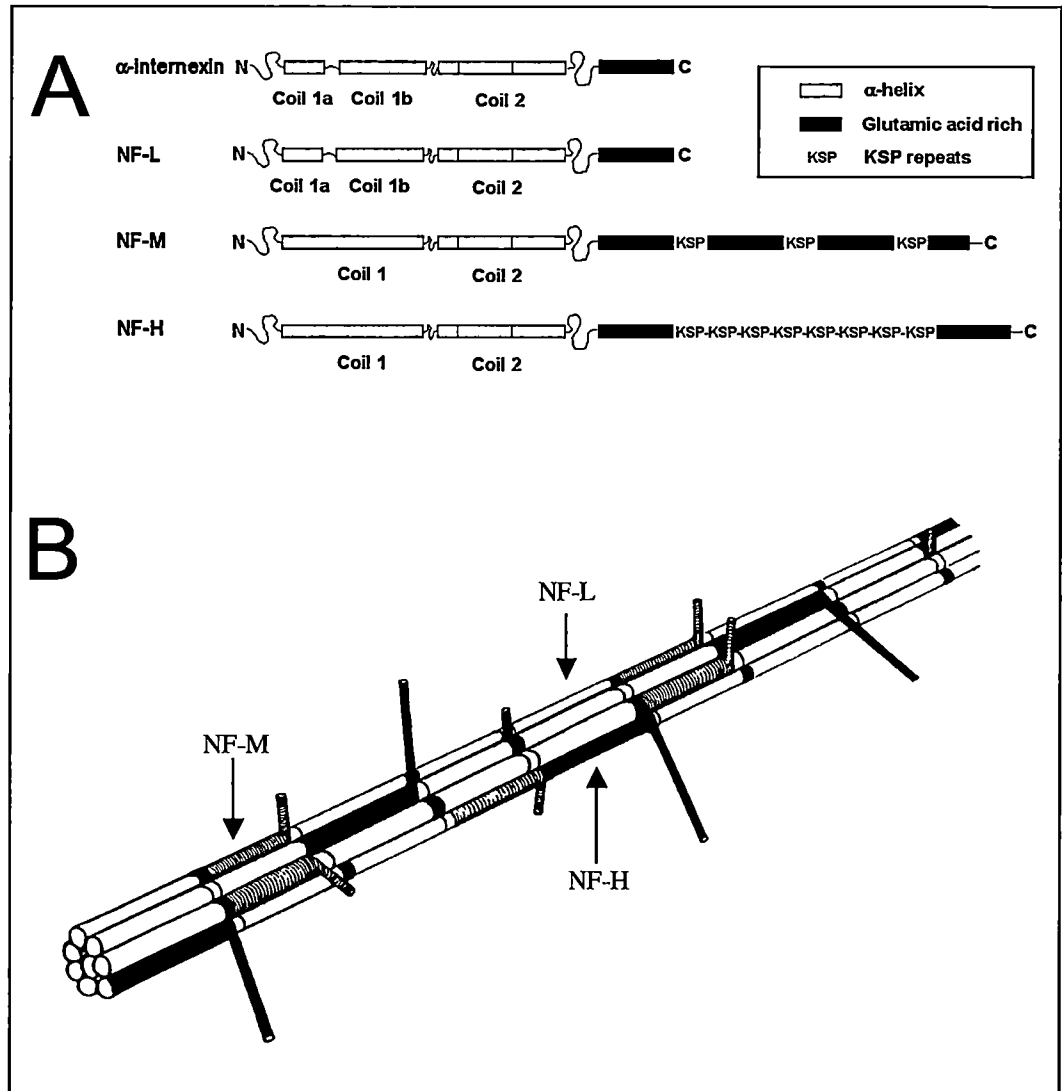 A
α-internexin N C
Coil 1a Coil 1b Coil 2
α-helix
Glutamic acid rich
KSP KSP repeats
NF-L N C
Coil 1a Coil 1b Coil 2
NF-M N KSP KSP KSP C
Coil 1 Coil 2
NF-H N KSP-KSP-KSP-KSP-KSP-KSP-KSP-KSP C
Coil 1 Coil 2
B
NF-L
NF-M
NF-H